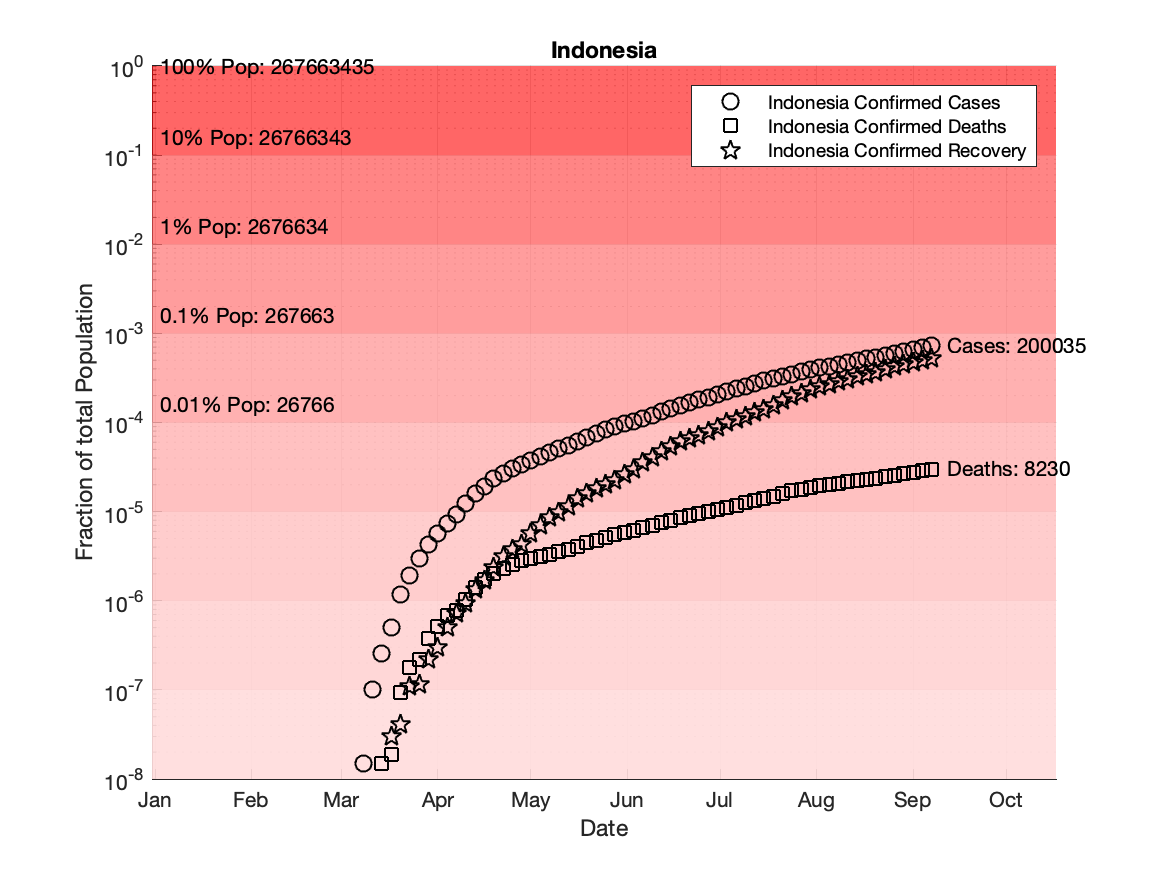 Indonesia
10^0
100% Pop: 267663435
Indonesia Confirmed Cases
Indonesia Confirmed Deaths
Indonesia Confirmed Recovery
10% Pop: 26766343
10^-1
1% Pop: 2676634
10^-2
0.1% Pop: 267663
10^-3
Cases: 200035
0.01% Pop: 26766
10^-4
Deaths: 8230
10^-5
10^-6
10^-7
10^-8
Fraction of total Population
Jan Feb Mar Apr May Jun Jul Aug Sep Oct
Date